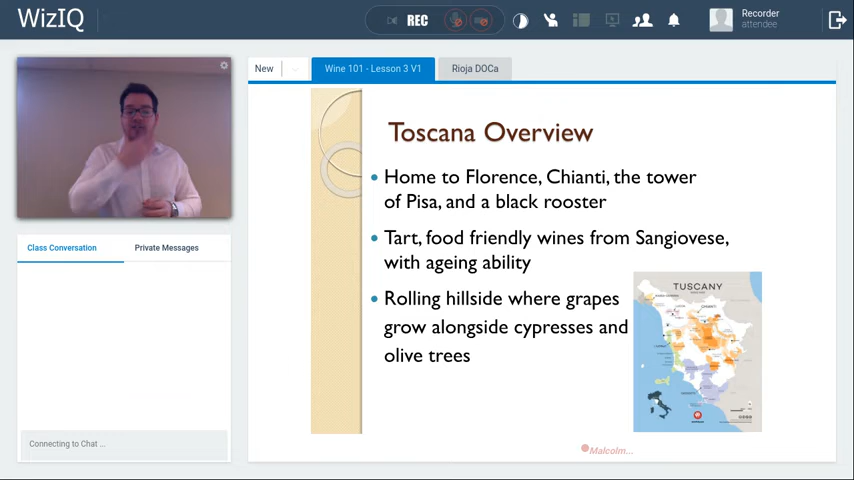 WizIQ
REC
Recorder
attendee
New
Wine 101 - Lesson 3 V1
Rioja DOCa
Toscana Overview
Home to Florence, Chianti, the tower
of Pisa, and a black rooster
Tart, food friendly wines from Sangiovese,
with ageing ability
Rolling hillside where grapes
grow alongside cypresses and
olive trees
TUSCANY
Class Conversation
Private Messages
Connecting to Chat ...
Malcolm...